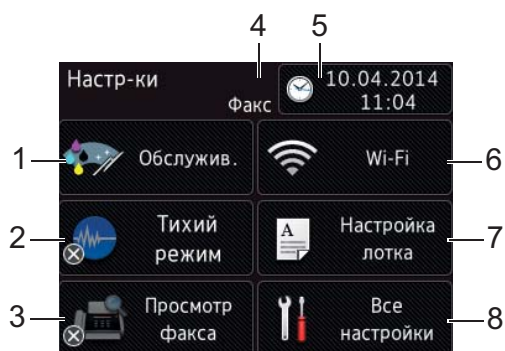 4 5
Настр-ки
Факс
10.04.2014
11:04
1 Обслужив. Wi-Fi 6
2 Тихий
режим
A
Настройка
лотка 7
3 Просмотр
факса
Все
настройки 8